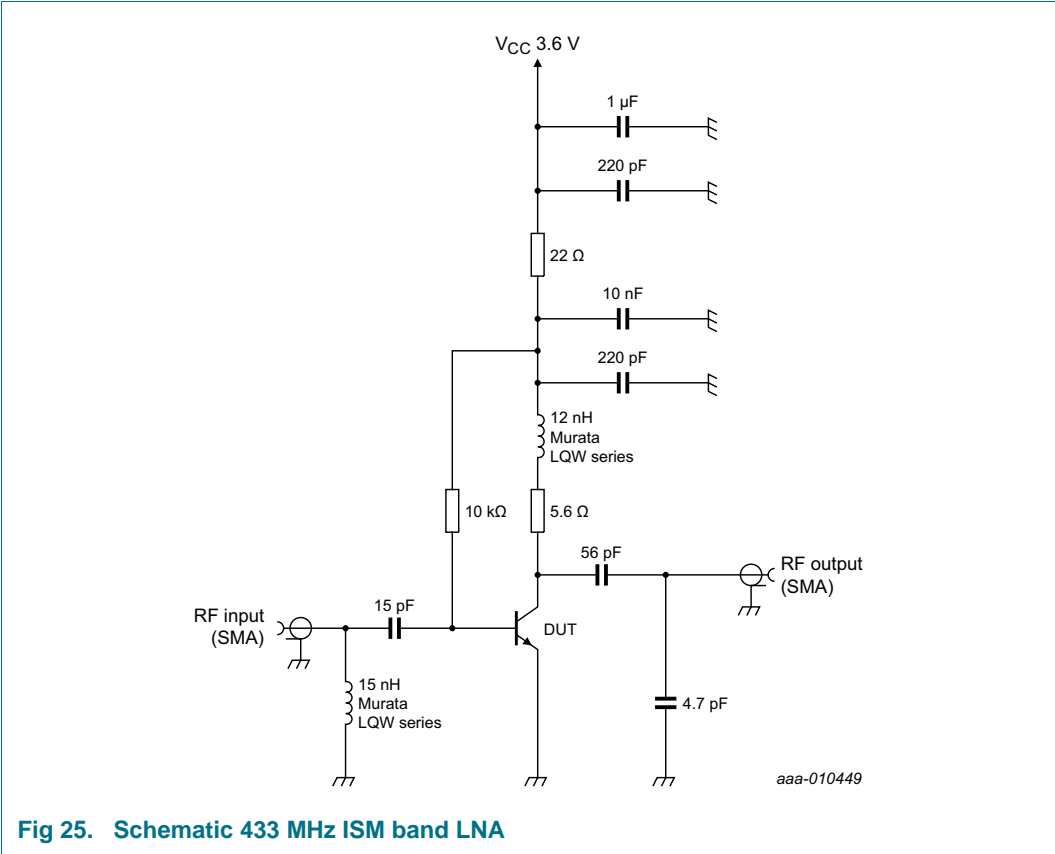 VCC 3.6 V
1 µF
220 pF
22 Ω
10 nF
220 pF
12 nH
Murata
LQW series
10 kΩ
5.6 Ω
56 pF
RF output
(SMA)
15 pF
RF input
(SMA)
DUT
15 nH
Murata
LQW series
4.7 pF
aaa-010449
Fig 25. Schematic 433 MHz ISM band LNA